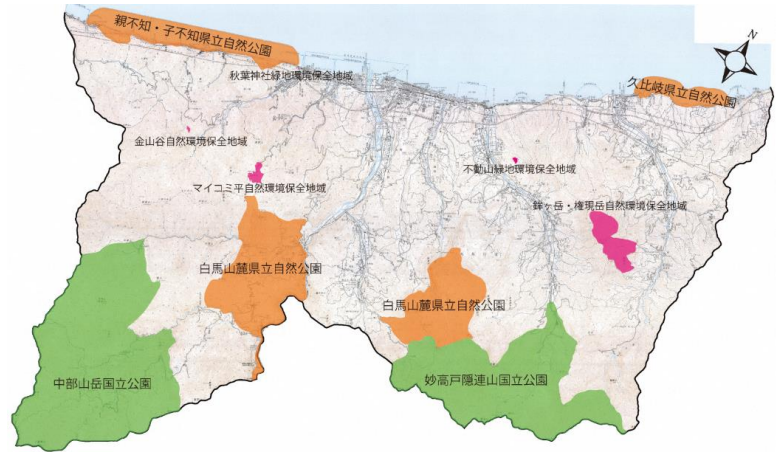 親不知・子不知県立自然公園
N
秋葉神社緑地環境保全地域
久比岐県立自然公園
金山谷自然環境保全地域
不動山緑地環境保全地域
マイコミ平自然環境保全地域
鉾ヶ岳・権現岳自然環境保全地域
白馬山麓県立自然公園
白馬山麓県立自然公園
中部山岳国立公園
妙高戸隠連山国立公園